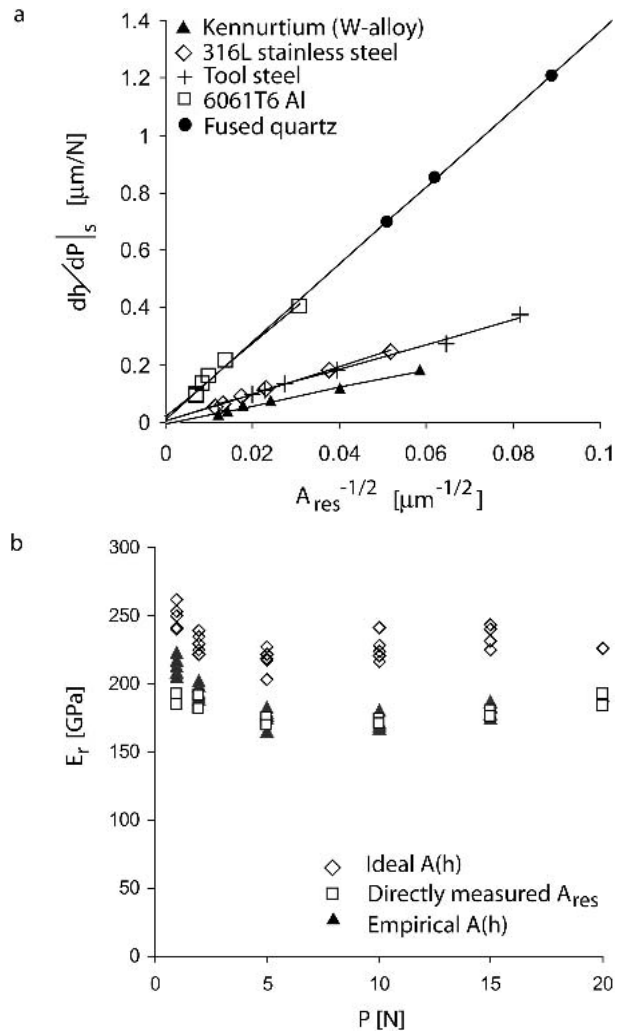 a
Kennurtium (W-alloy)
316L stainless steel
Tool steel
6061T6 Al
Fused quartz
1.4
1.2
1
0.8
0.6
0.4
0.2
0
dh/dP|s [μm/N]
0 0.02 0.04 0.06 0.08 0.1
Ares-1/2 [μm-1/2]
b
300
250
200
150
100
50
0
Er [GPa]
Ideal A(h)
Directly measured Ares
Empirical A(h)
0 5 10 15 20
P [N]